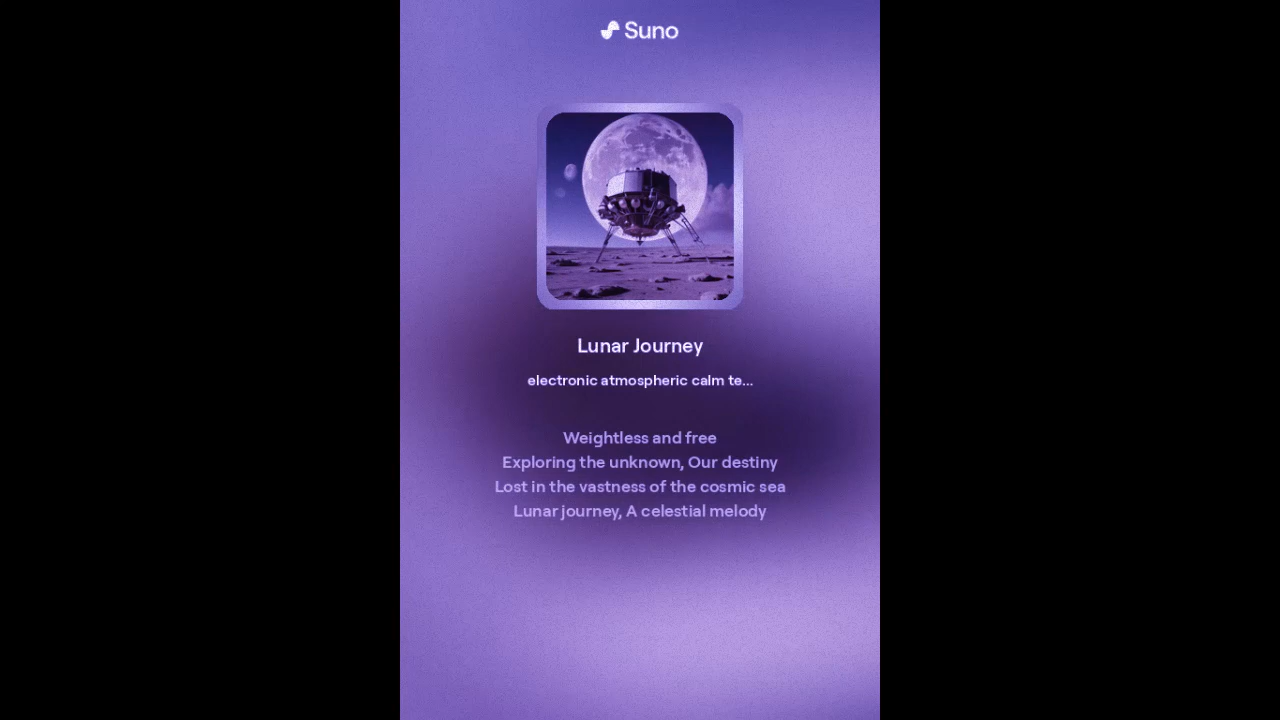 Suno
Lunar Journey
electronic atmospheric calm te...
Weightless and free
Exploring the unknown, Our destiny
Lost in the vastness of the cosmic sea
Lunar journey, A celestial melody